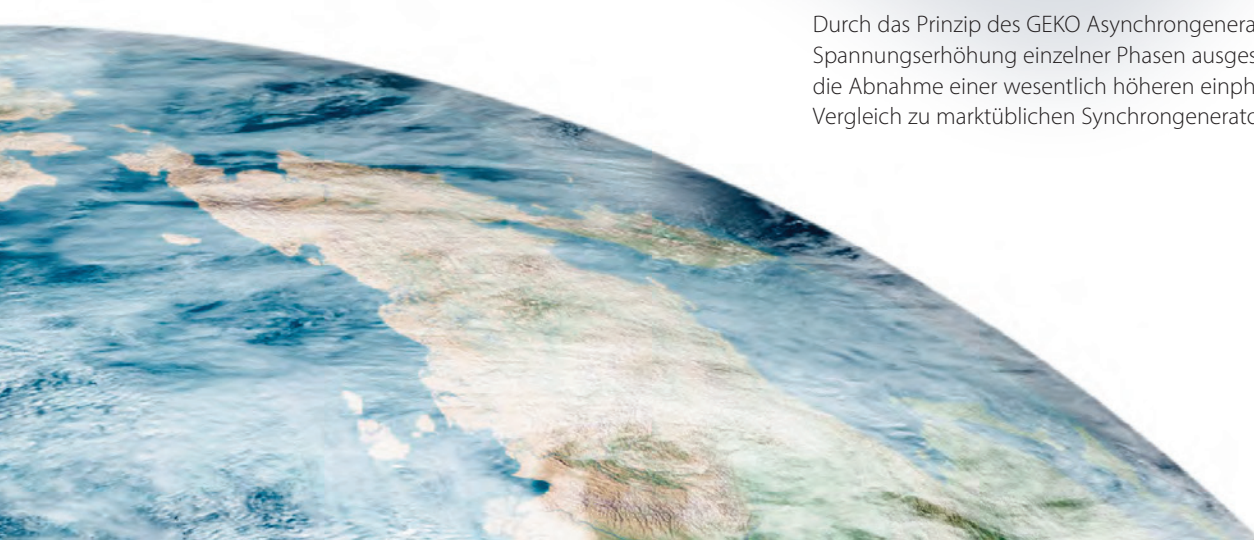 Durch das Prinzip des GEKO Asynchrongenera
Spannungserhöhung einzelner Phasen ausges
die Abnahme einer wesentlich höheren einph
Vergleich zu marktüblichen Synchrongenerato